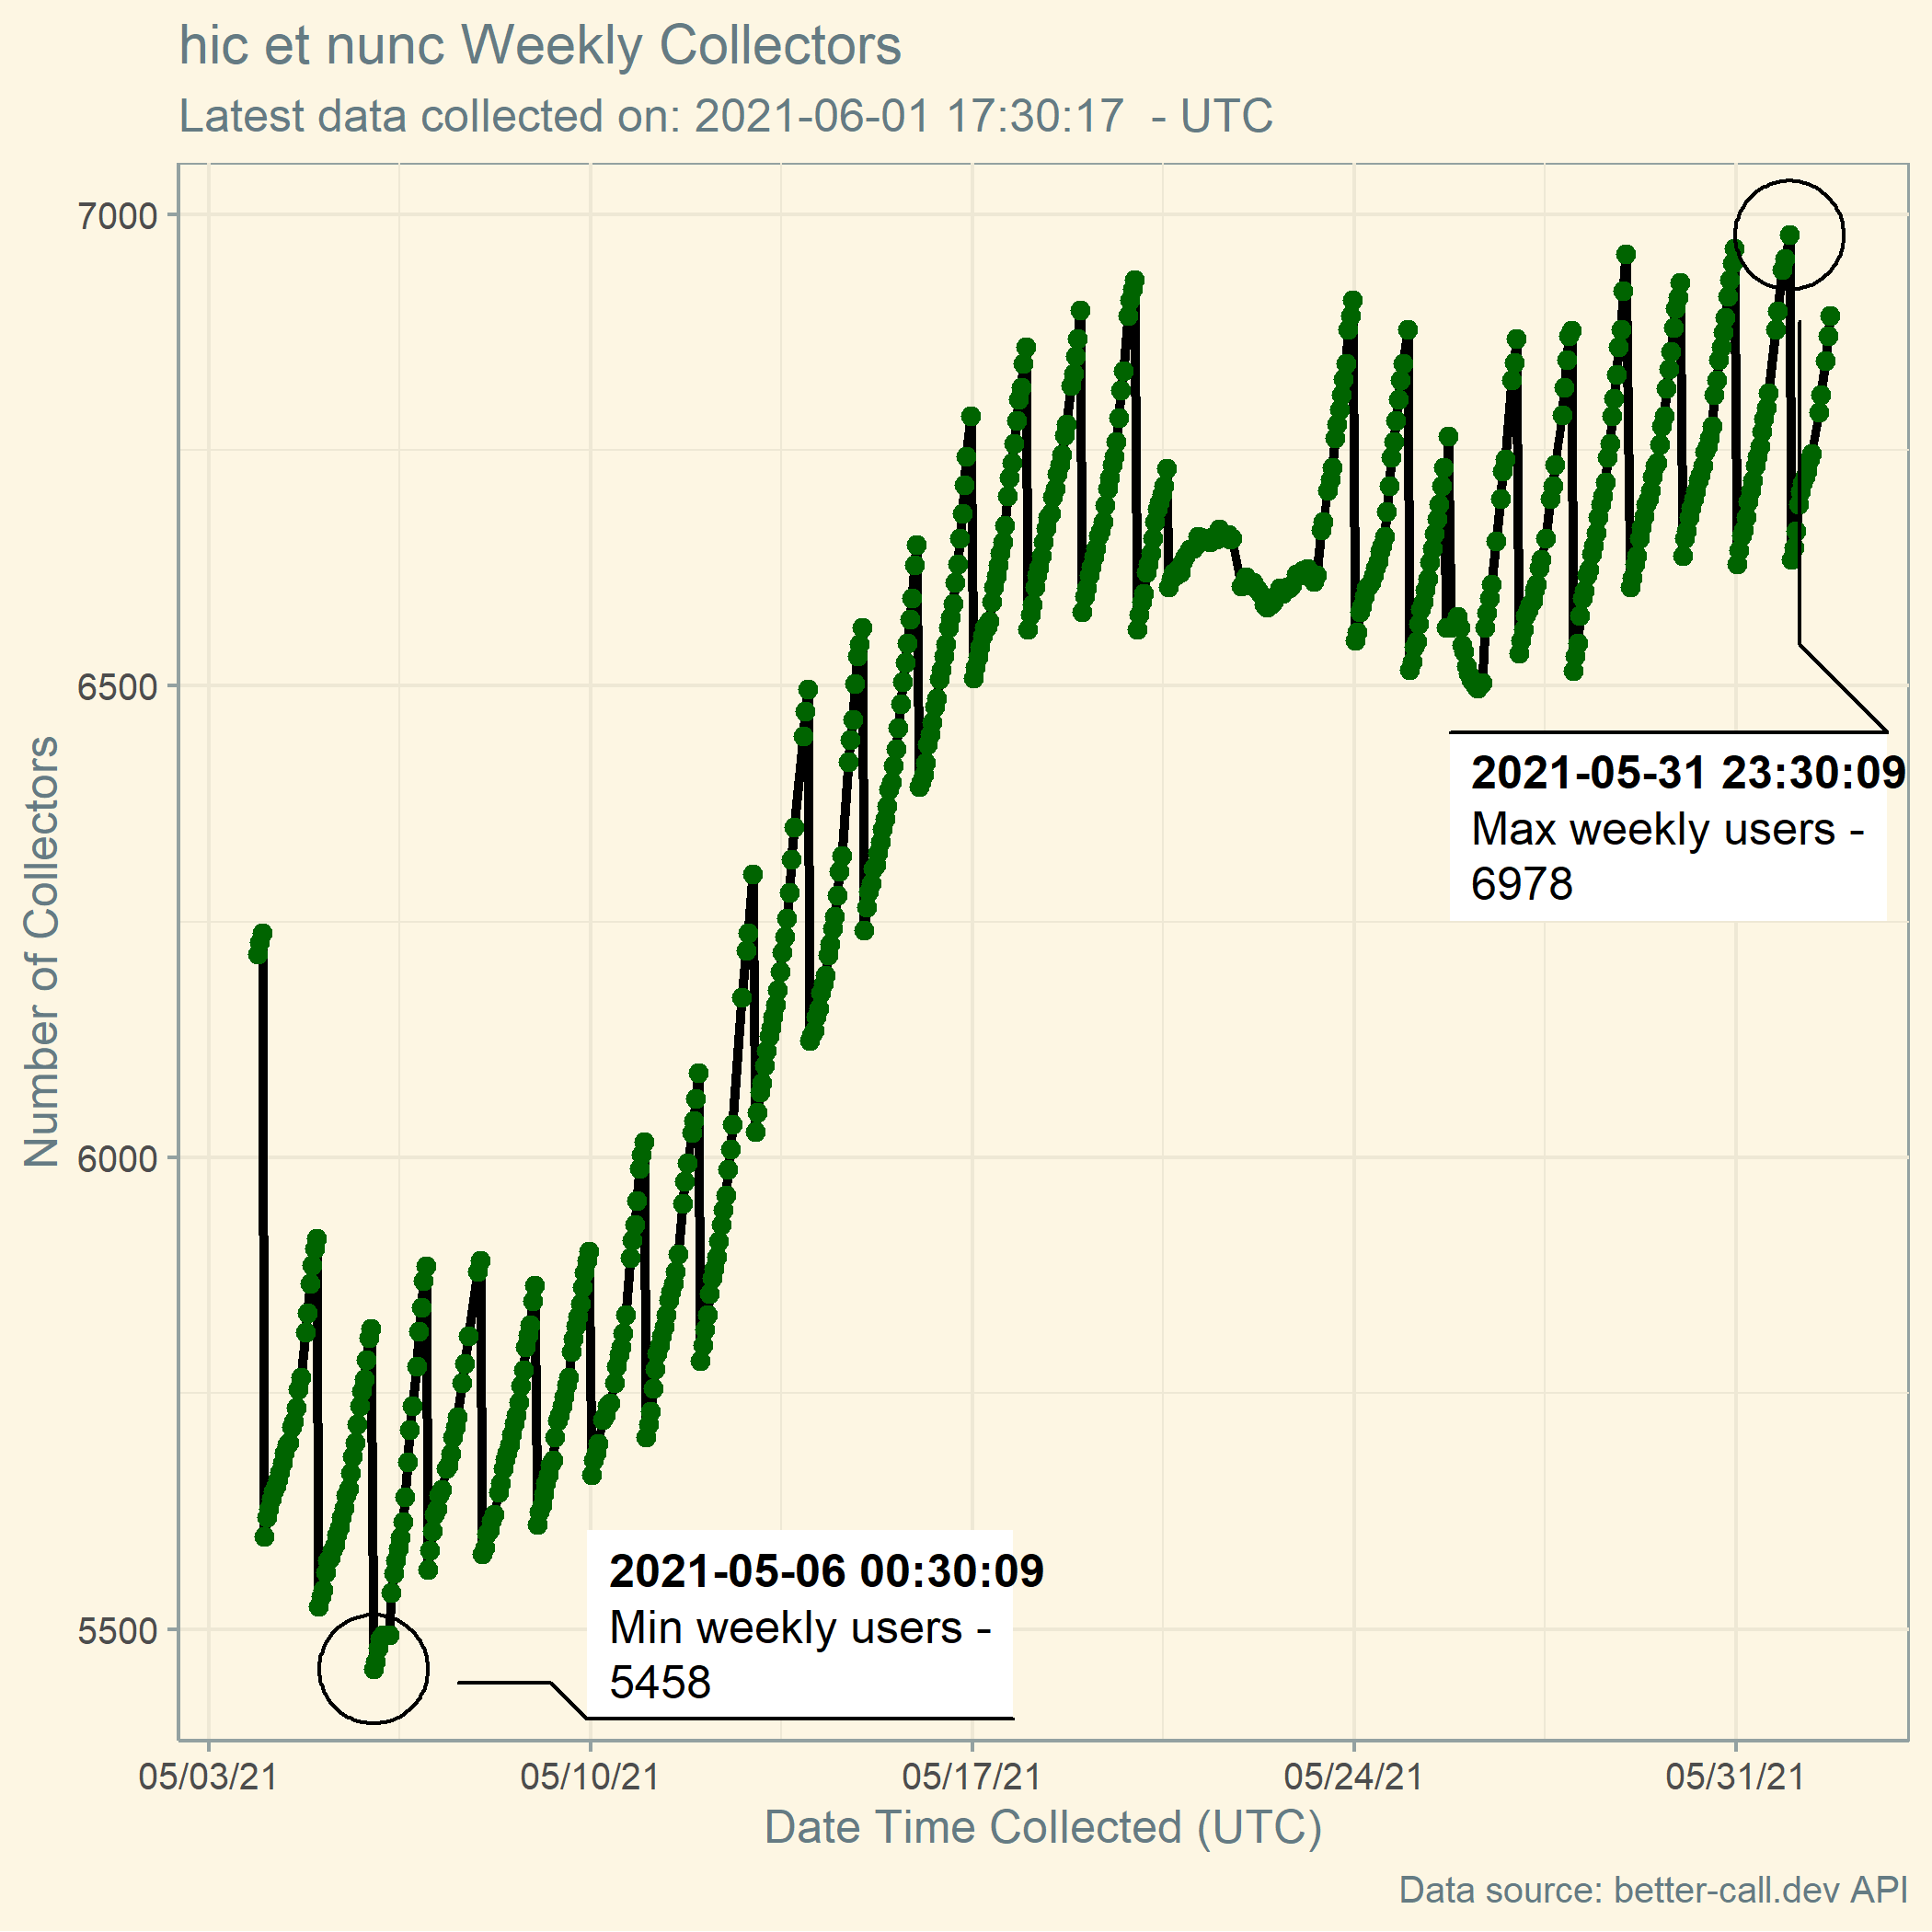 hic et nunc Weekly Collectors
Latest data collected on: 2021-06-01 17:30:17  - UTC
Number of Collectors
7000
6500
6000
5500
2021-05-31 23:30:09
Max weekly users -
6978
2021-05-06 00:30:09
Min weekly users -
5458
05/03/21
05/10/21
05/17/21
05/24/21
05/31/21
Date Time Collected (UTC)
Data source: better-call.dev API